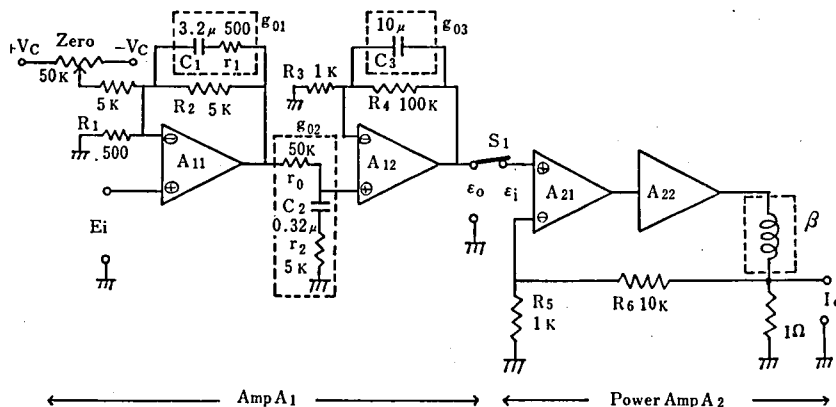 3.2μ 500 g01
C1 r1
10μ g03
C3
+VC Zero -VC
50K
5K
R2 5K
R3 1K
R4 100K
R1
.500
⊖
A11
⊕
Ei
g02
50K
r0
C2
0.32μ
r2
5K
⊖
A12
⊕
S1
εo εi
⊕
A21
⊖
A22
β
R5
1K
R6 10K
1Ω
I
Amp A1
Power Amp A2